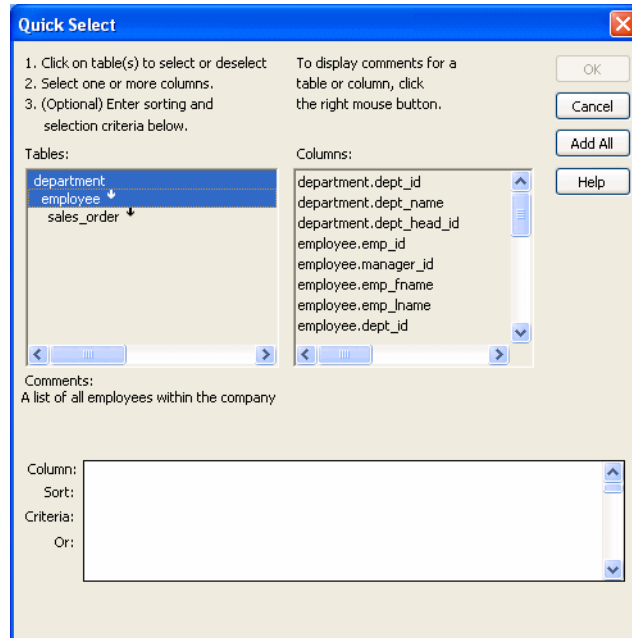 Quick Select
1. Click on table(s) to select or deselect
2. Select one or more columns.
3. (Optional) Enter sorting and
selection criteria below.
To display comments for a
table or column, click
the right mouse button.
OK
Cancel
Add All
Help
Tables:
department
employee
sales_order
Columns:
department.dept_id
department.dept_name
department.dept_head_id
employee.emp_id
employee.manager_id
employee.emp_fname
employee.emp_lname
employee.dept_id
Comments:
A list of all employees within the company
Column:
Sort:
Criteria:
Or: